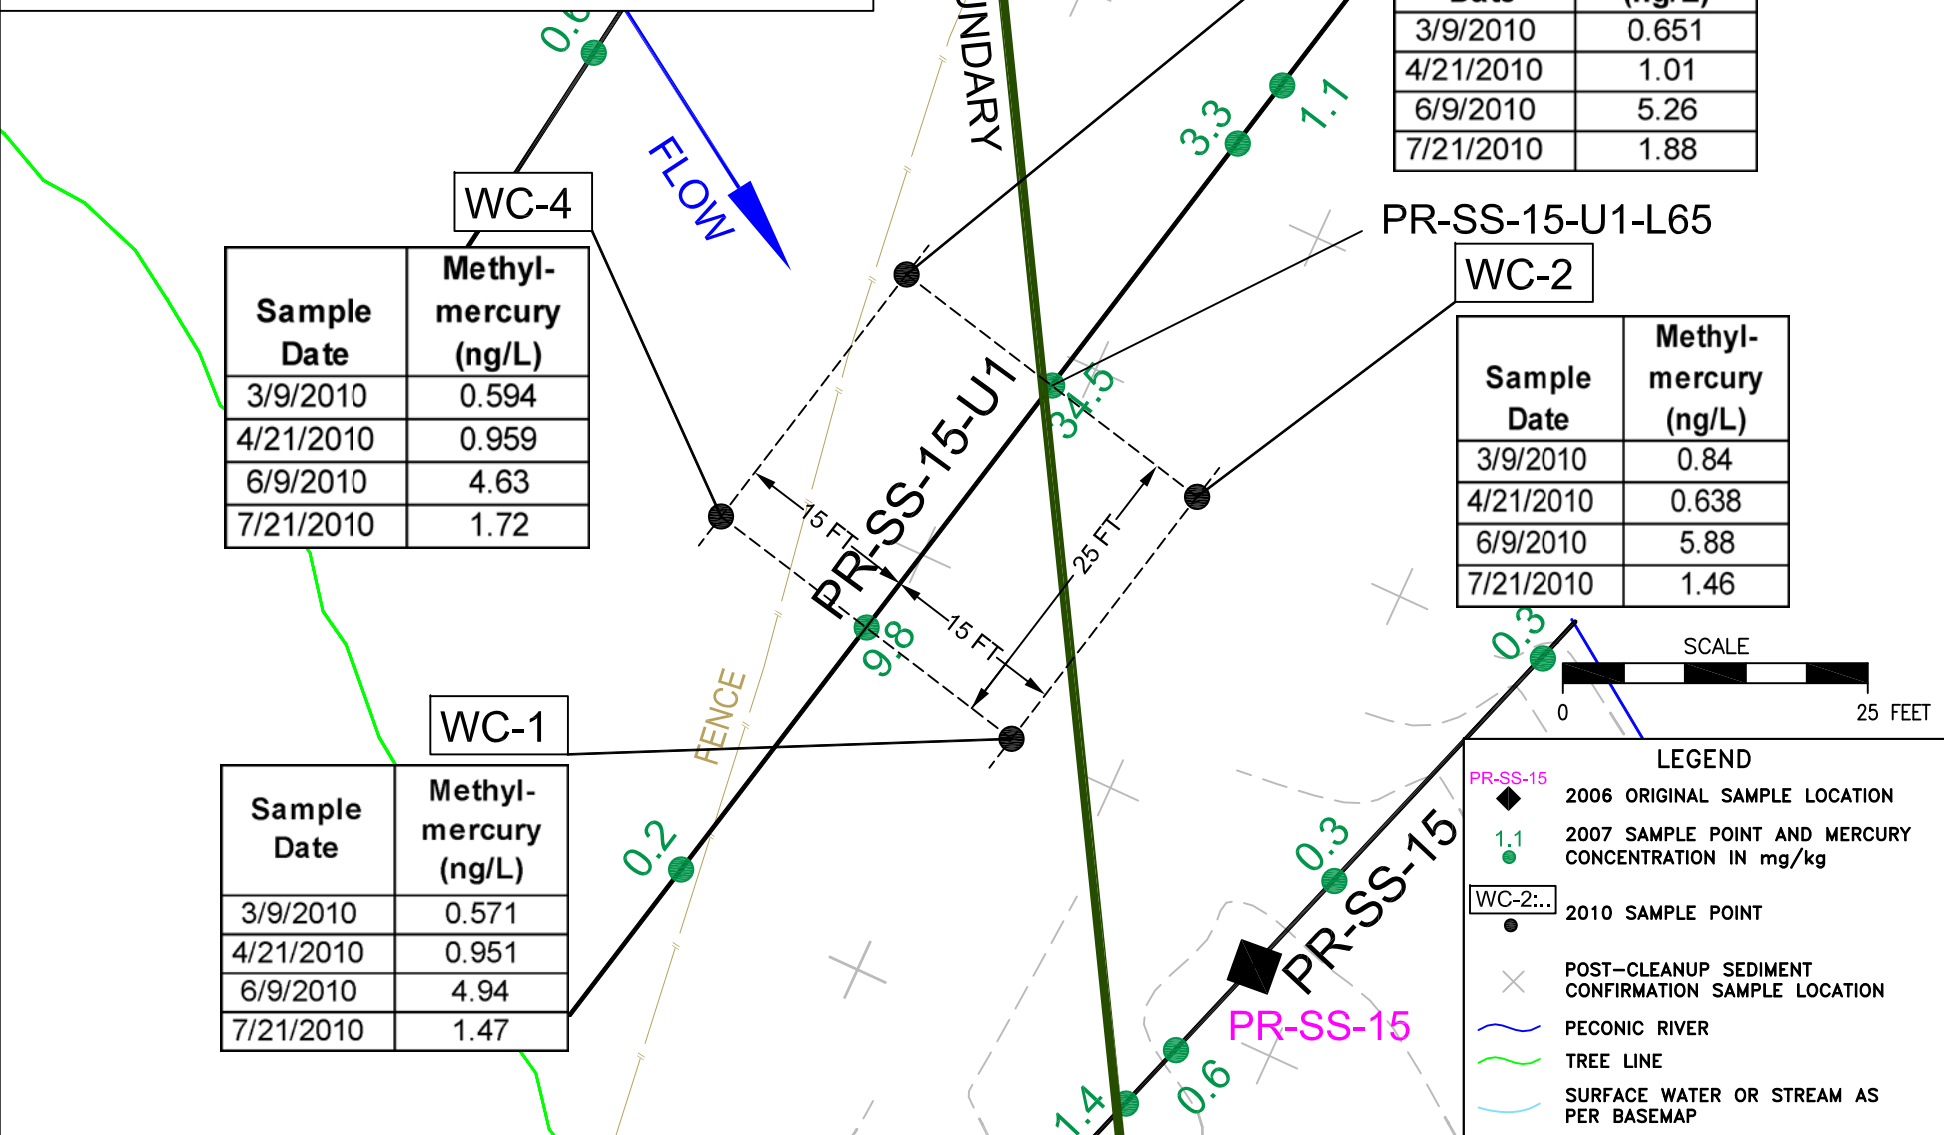 0.6
UNDARY
Date
(ng/L)
3/9/2010 0.651
4/21/2010 1.01
6/9/2010 5.26
7/21/2010 1.88
1.1
3.3
FLOW
WC-4
Sample Date
Methyl-mercury (ng/L)
3/9/2010 0.594
4/21/2010 0.959
6/9/2010 4.63
7/21/2010 1.72
PR-SS-15-U1-L65
WC-2
Sample Date
Methyl-mercury (ng/L)
3/9/2010 0.84
4/21/2010 0.638
6/9/2010 5.88
7/21/2010 1.46
34.5
PR-SS-15-U1
15 FT
25 FT
15 FT
9.8
FENCE
WC-1
Sample Date
Methyl-mercury (ng/L)
3/9/2010 0.571
4/21/2010 0.951
6/9/2010 4.94
7/21/2010 1.47
0.2
0.3
SCALE
0 25 FEET
0.3
PR-SS-15
PR-SS-15
0.6
1.4
LEGEND
PR-SS-15
2006 ORIGINAL SAMPLE LOCATION
1.1
2007 SAMPLE POINT AND MERCURY
CONCENTRATION IN mg/kg
WC-2:..
2010 SAMPLE POINT
POST-CLEANUP SEDIMENT
CONFIRMATION SAMPLE LOCATION
PECONIC RIVER
TREE LINE
SURFACE WATER OR STREAM AS
PER BASEMAP